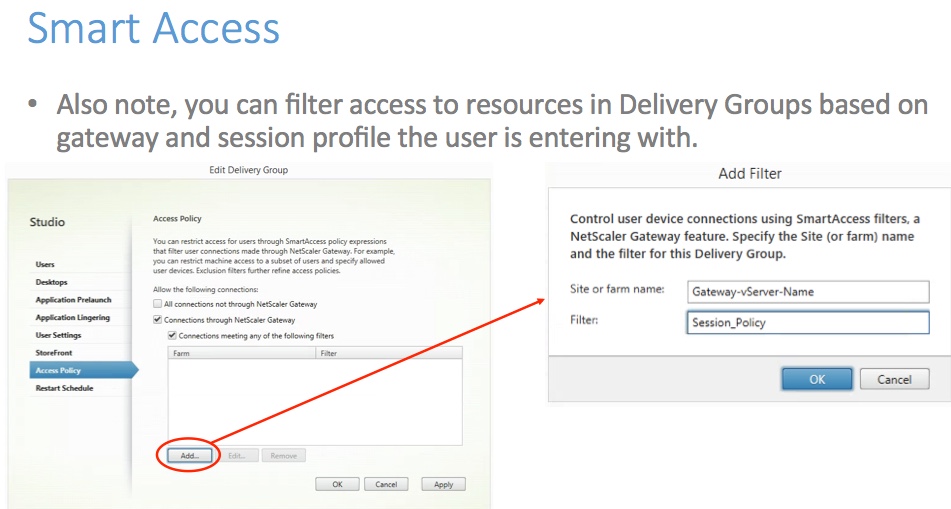 Smart Access
• Also note, you can filter access to resources in Delivery Groups based on
gateway and session profile the user is entering with.
Edit Delivery Group
Studio
Users
Desktops
Application Prelaunch
Application Lingering
User Settings
StoreFront
Access Policy
Restart Schedule
Access Policy
You can restrict access for users through SmartAccess policy expressions
that filter user connections made through NetScaler Gateway. For example,
you can restrict machine access to a subset of users and specify allowed
user devices. Exclusion filters further refine access policies.
Allow the following connections:
All connections not through NetScaler Gateway
Connections through NetScaler Gateway
Connections meeting any of the following filters
Farm Filter
Add... Edit... Remove
OK Cancel Apply
Add Filter
Control user device connections using SmartAccess filters, a
NetScaler Gateway feature. Specify the Site (or farm) name
and the filter for this Delivery Group.
Site or farm name: Gateway-vServer-Name
Filter: Session_Policy
OK Cancel